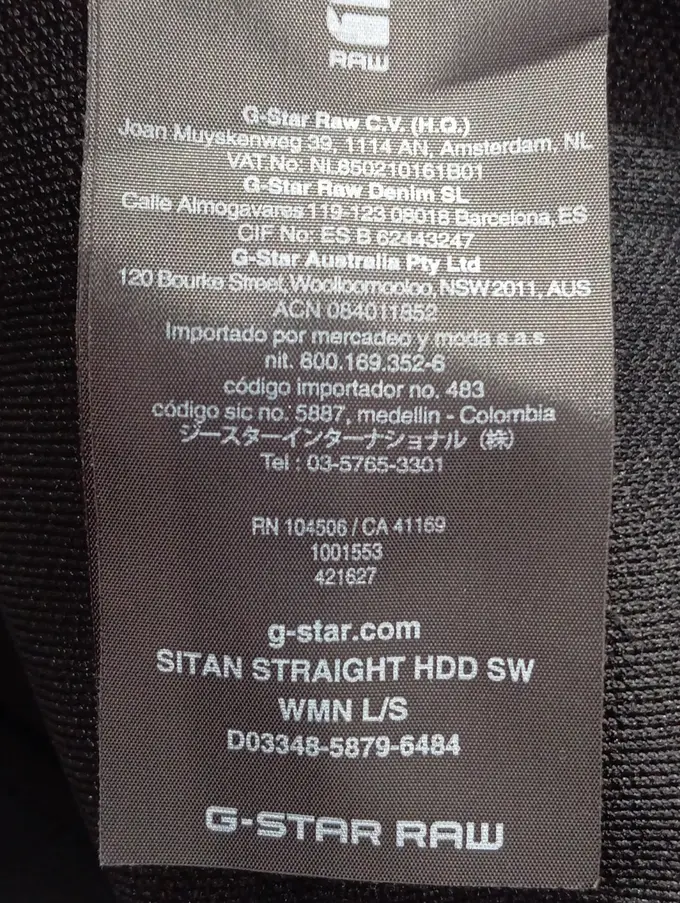 RAW
G-Star Raw C.V. (H.Q.)
Joan Muyskenweg 39, 1114 AN, Amsterdam, NL
VAT No: NL850210161B01
G-Star Raw Denim SL
Calle Almogavares 119-123 08018 Barcelona, ES
CIF No: ES B 62443247
G-Star Australia Pty Ltd
120 Bourke Street, Woolloomooloo, NSW 2011, AUS
ACN 084011852
Importado por mercadeo y moda s.a.s
nit. 800.169.352-6
código importador no. 483
código sic no: 5887, medellin - Colombia
ジースターインターナショナル (株)
Tel : 03-5765-3301
RN 104506 / CA 41169
1001553
421627
g-star.com
SITAN STRAIGHT HDD SW
WMN L/S
D03348-5879-6484
G-STAR RAW